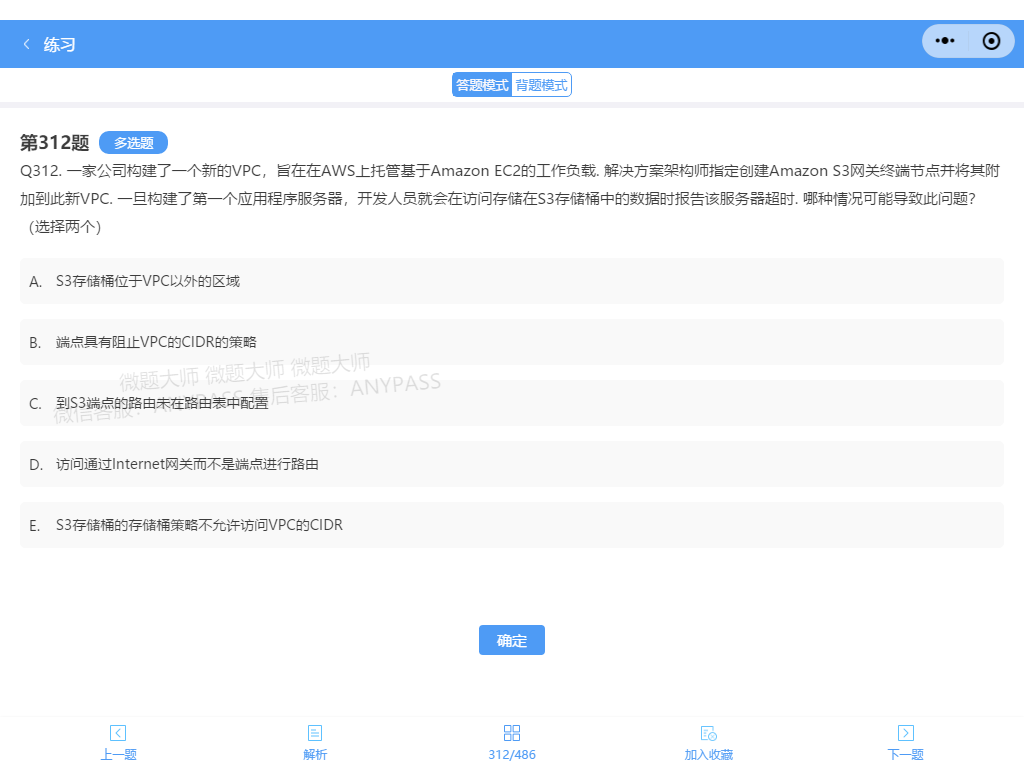 练习
答题模式 背题模式
第312题 多选题
Q312. 一家公司构建了一个新的VPC，旨在在AWS上托管基于Amazon EC2的工作负载. 解决方案架构师指定创建Amazon S3网关终端节点并将其附
加到此新VPC. 一旦构建了第一个应用程序服务器，开发人员就会在访问存储在S3存储桶中的数据时报告该服务器超时. 哪种情况可能导致此问题？
（选择两个）
A. S3存储桶位于VPC以外的区域
B. 端点具有阻止VPC的CIDR的策略
微题大师 微题大师 微题大师
微信客服：ANYPASS 售后客服：ANYPASS
C. 到S3端点的路由未在路由表中配置
D. 访问通过Internet网关而不是端点进行路由
E. S3存储桶的存储桶策略不允许访问VPC的CIDR
确定
上一题 解析 312/486 加入收藏 下一题